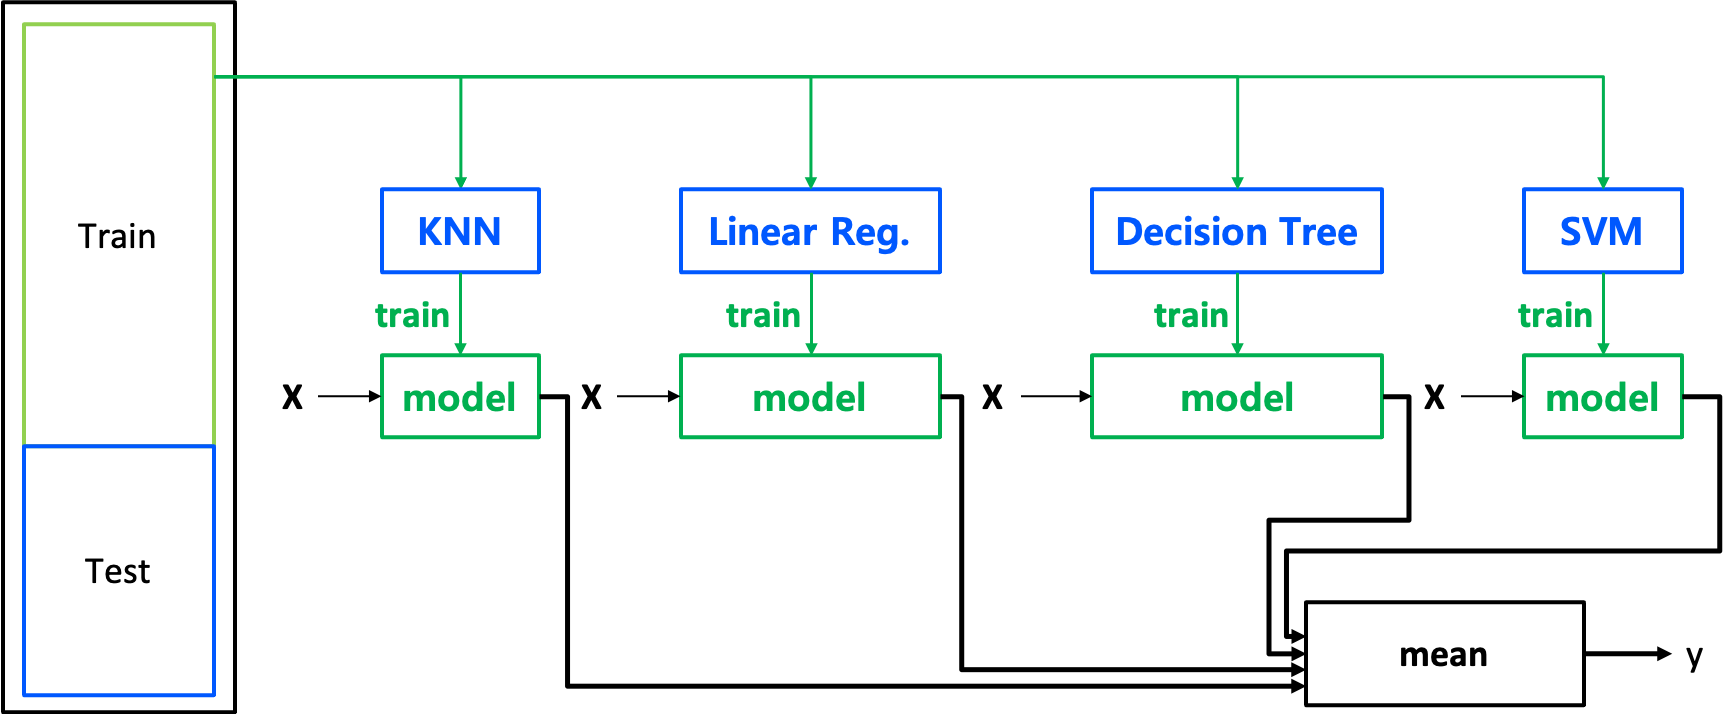 Train
KNN
Linear Reg.
Decision Tree
SVM
train
train
train
train
X
model
X
model
X
model
X
model
Test
mean
y